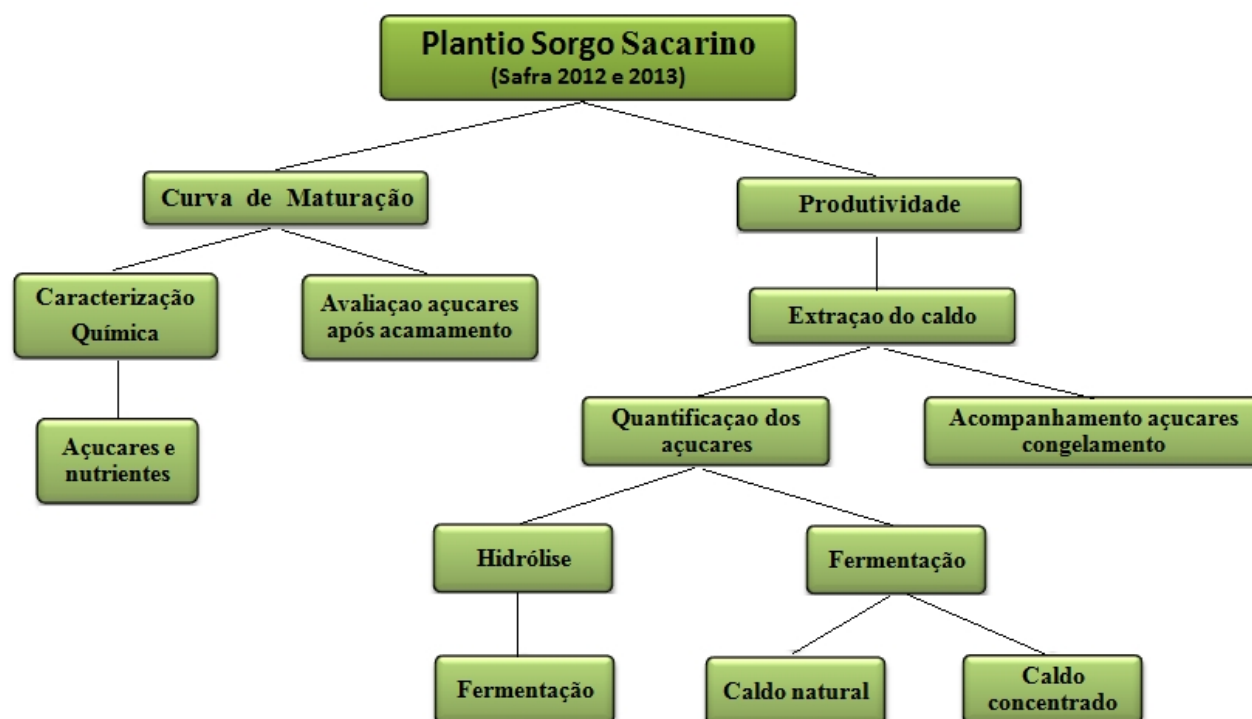 Plantio Sorgo Sacarino
(Safra 2012 e 2013)
Curva de Maturação
Produtividade
Caracterização
Química
Avaliaçao açucares
após acamamento
Extraçao do caldo
Açucares e
nutrientes
Quantificaçao dos
açucares
Acompanhamento açucares
congelamento
Hidrólise
Fermentação
Fermentação
Caldo natural
Caldo
concentrado